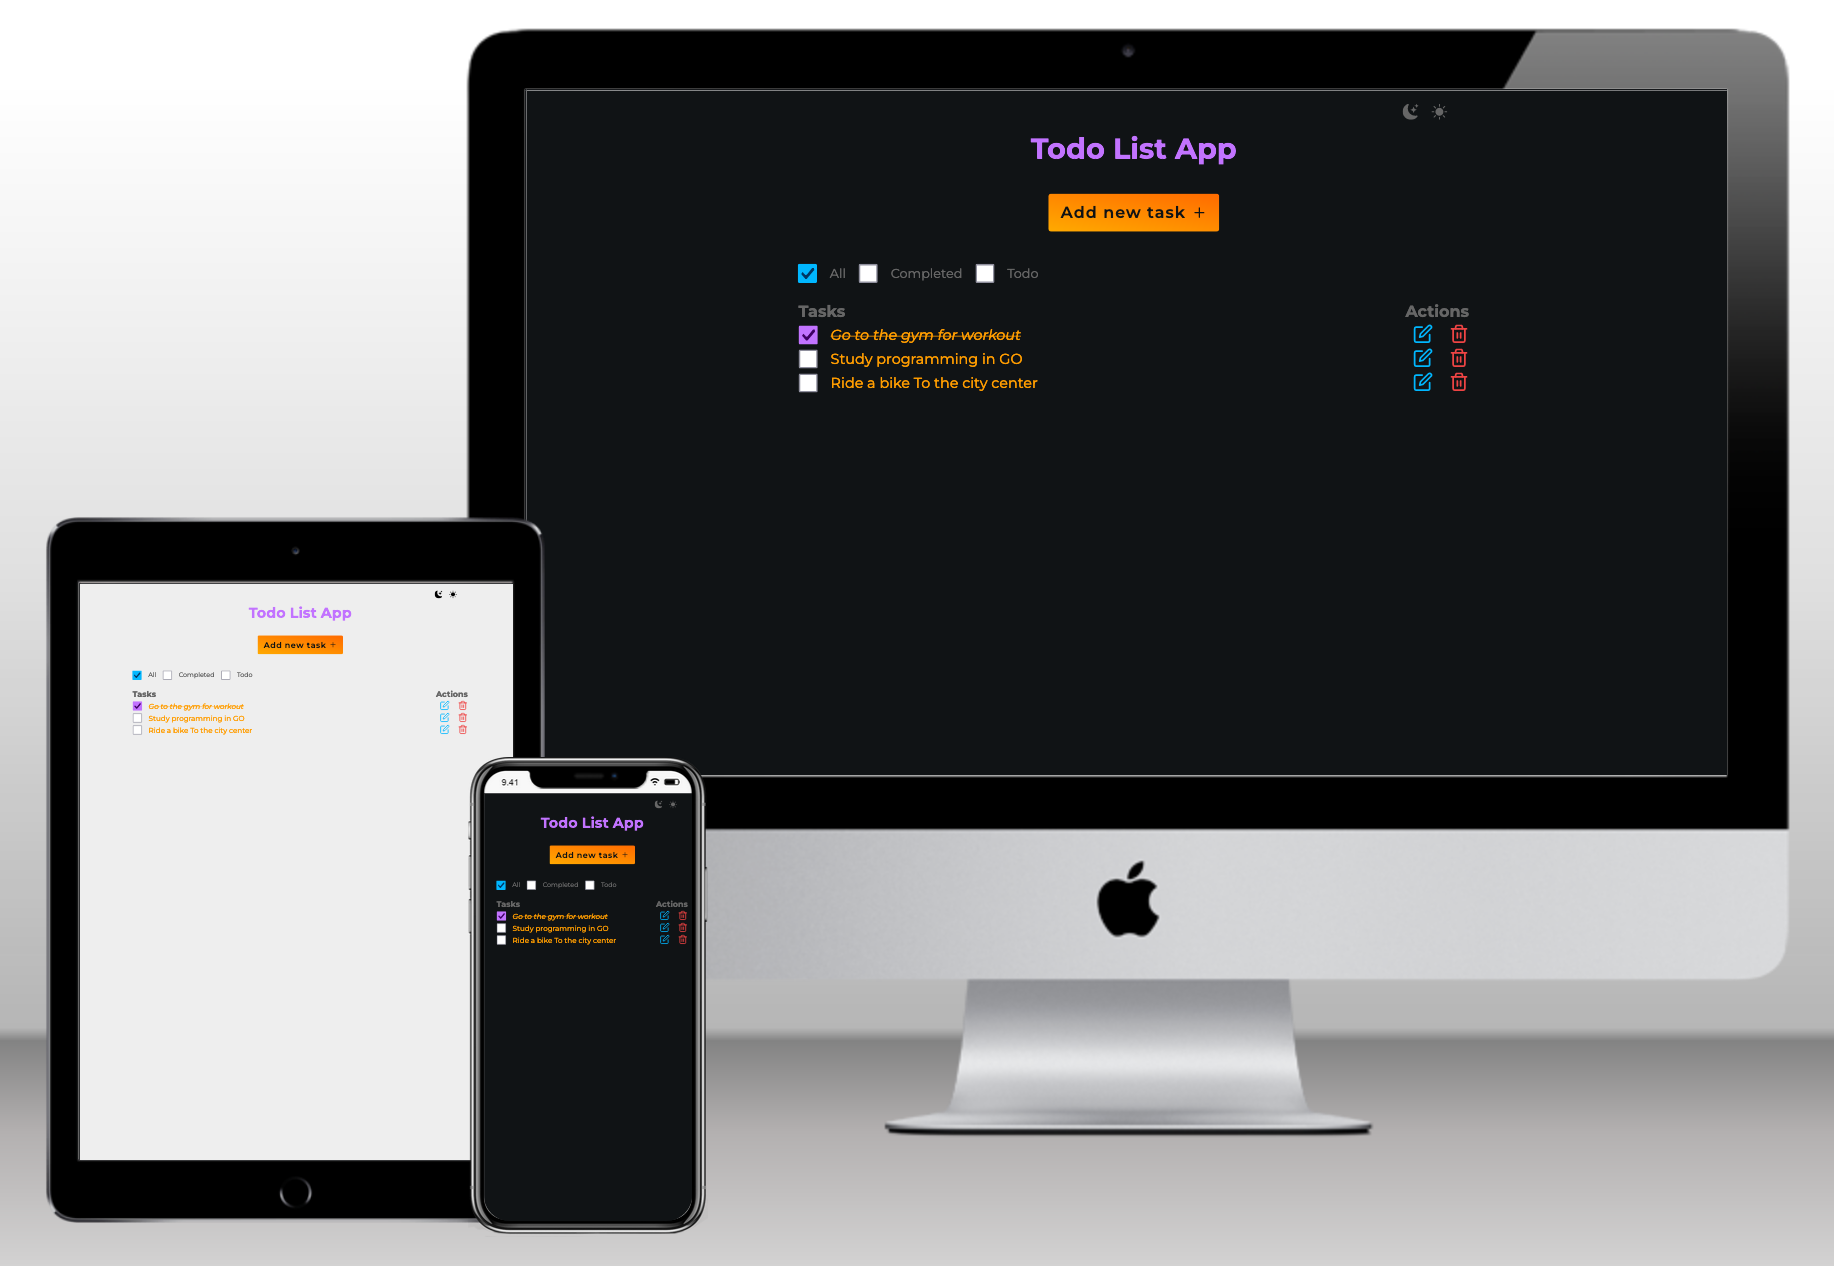 Todo List App
Add new task +
All Completed Todo
Tasks Actions
Go to the gym for workout
Study programming in GO
Ride a bike To the city center
Todo List App
Add new task +
All Completed Todo
Tasks Actions
Go to the gym for workout
Study programming in GO
Ride a bike To the city center
9.41
Todo List App
Add new task +
All Completed Todo
Tasks Actions
Go to the gym for workout
Study programming in GO
Ride a bike To the city center